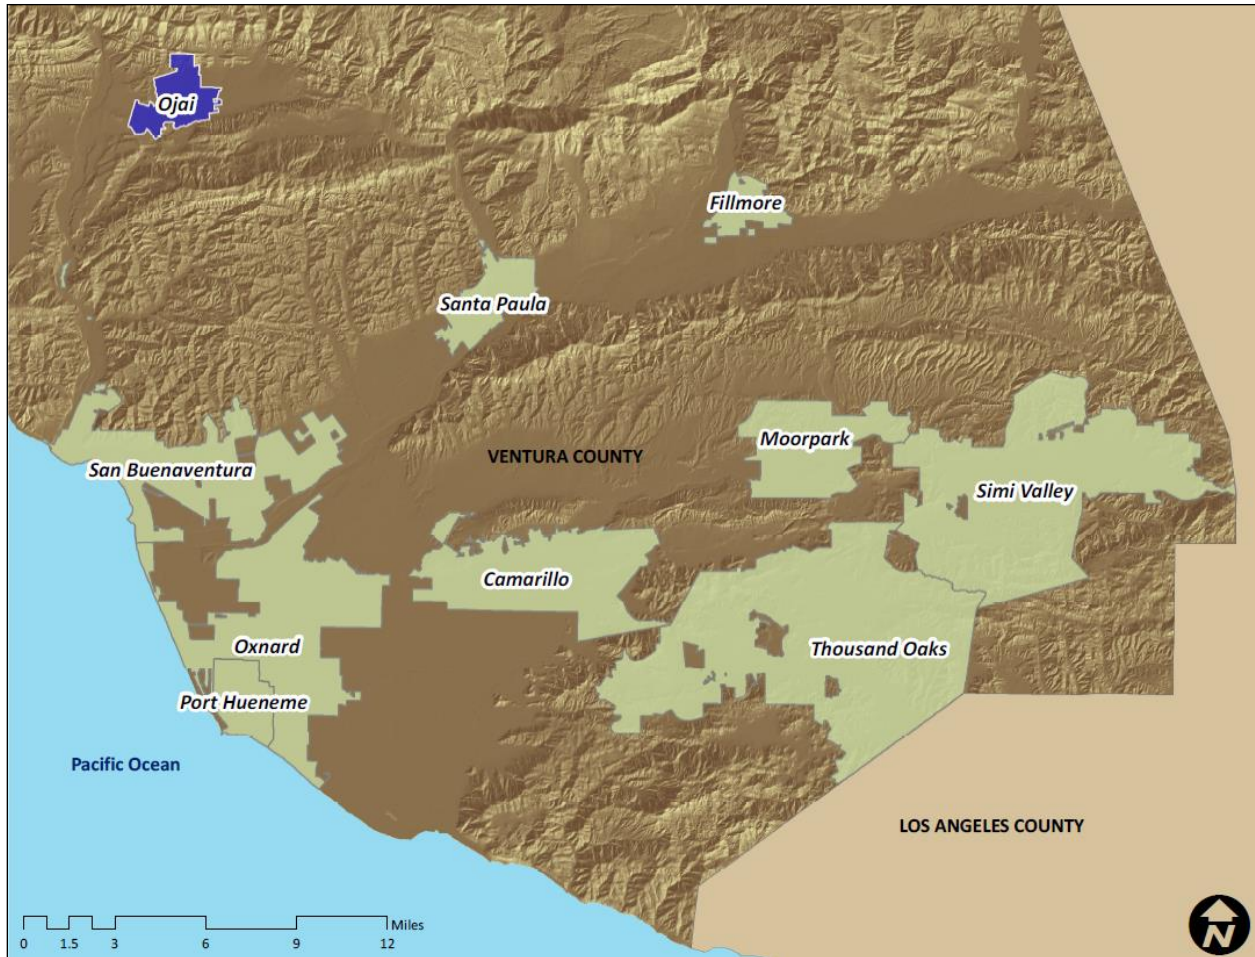 Ojai
Fillmore
Santa Paula
Moorpark
VENTURA COUNTY
San Buenaventura
Simi Valley
Camarillo
Oxnard
Thousand Oaks
Port Hueneme
Pacific Ocean
LOS ANGELES COUNTY
Miles
0 1.5 3 6 9 12
N